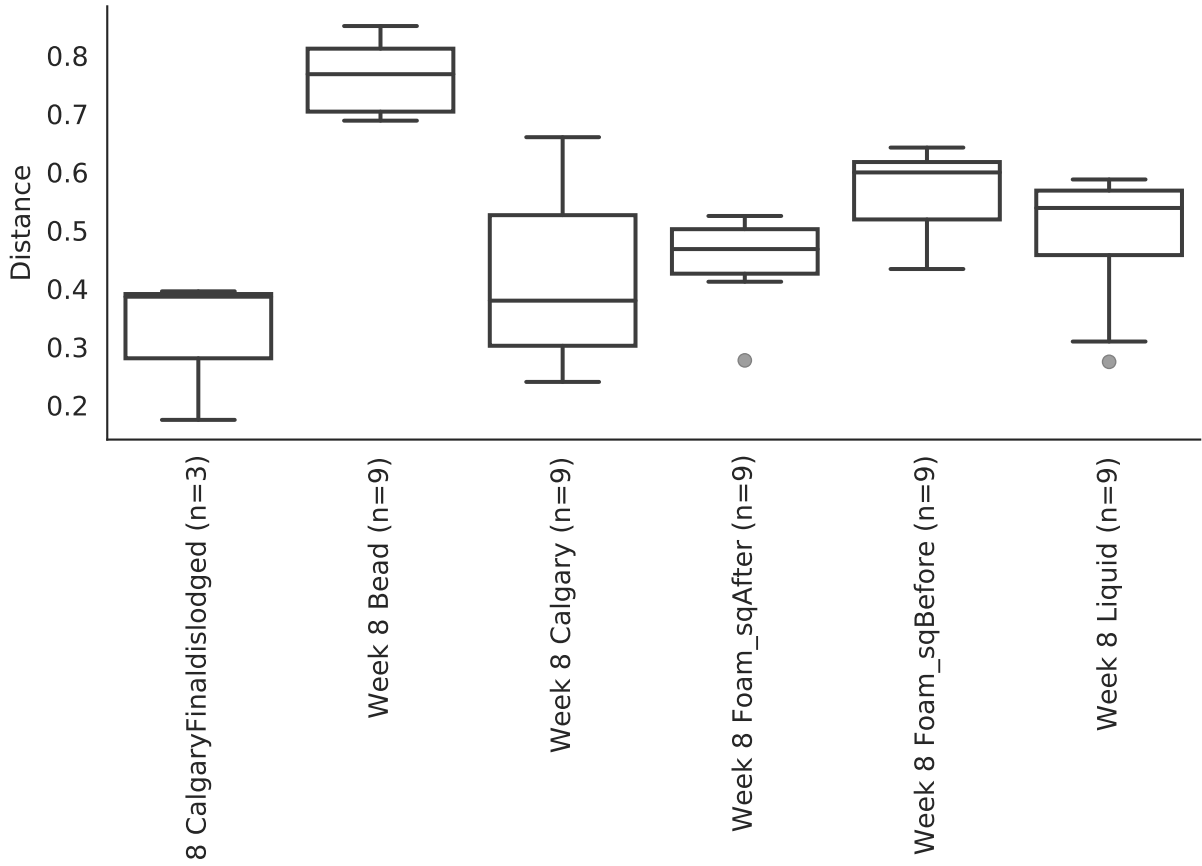 Distance
0.8
0.7
0.6
0.5
0.4
0.3
0.2
8 CalgaryFinaldislodged (n=3)
Week 8 Bead (n=9)
Week 8 Calgary (n=9)
Week 8 Foam_sqAfter (n=9)
Week 8 Foam_sqBefore (n=9)
Week 8 Liquid (n=9)